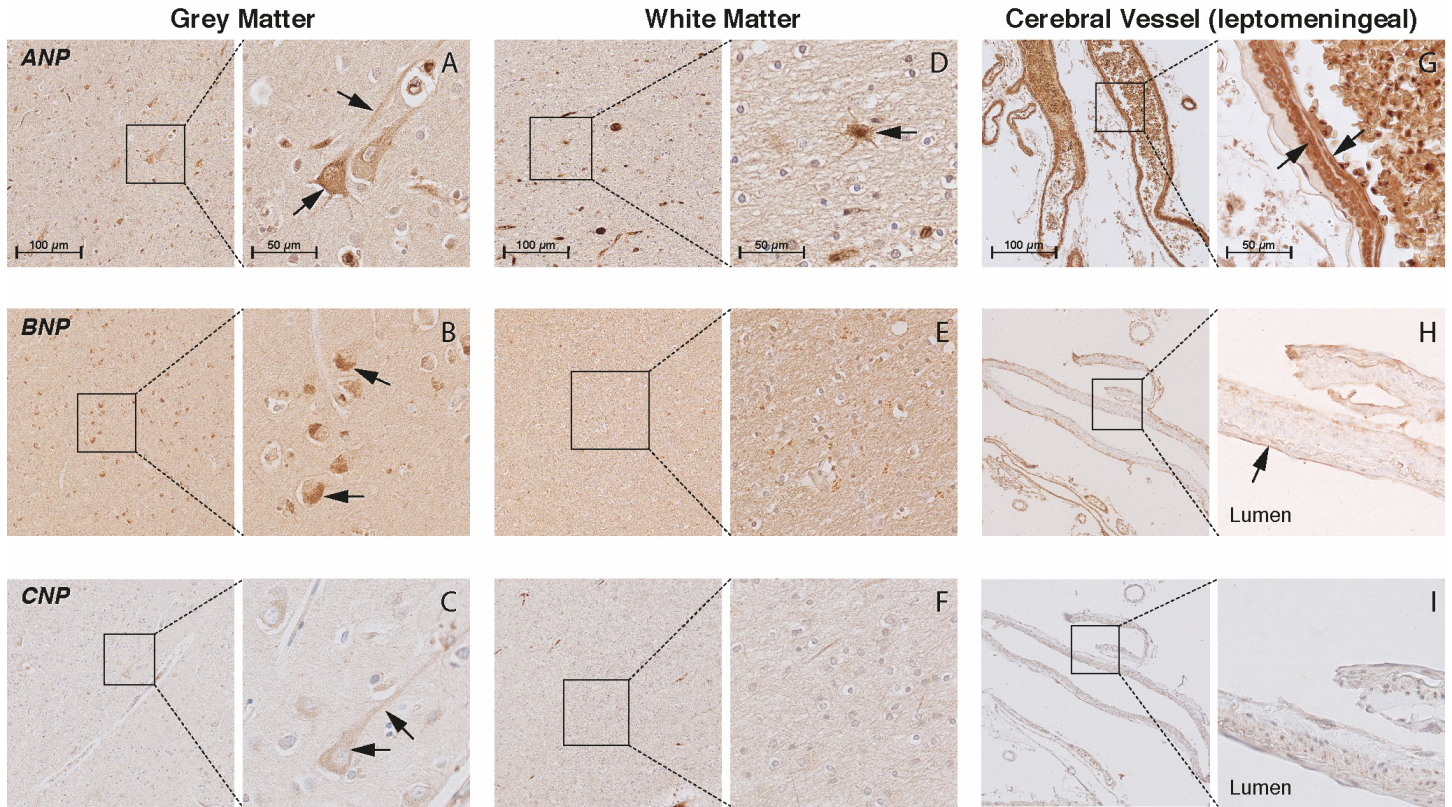 Grey Matter
White Matter
Cerebral Vessel (leptomeningeal)
ANP
A
D
G
100 µm
50 µm
100 µm
50 µm
100 µm
50 µm
BNP
B
E
H
Lumen
CNP
C
F
I
Lumen